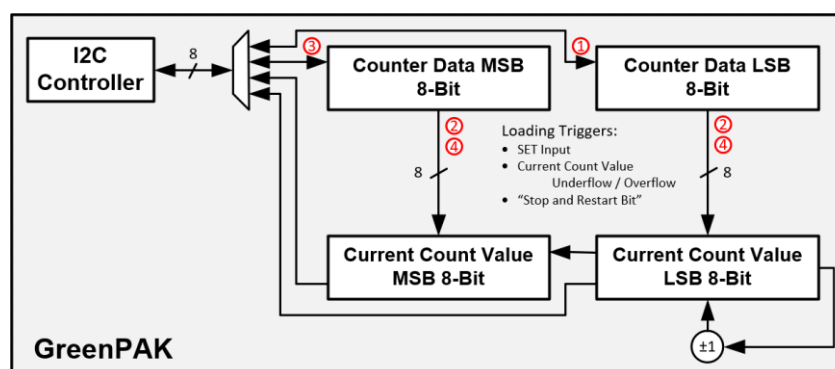 I2C
Controller
8
③
①
Counter Data MSB
8-Bit
Counter Data LSB
8-Bit
②
④
8
Loading Triggers:
• SET Input
• Current Count Value
Underflow / Overflow
• “Stop and Restart Bit”
②
④
8
Current Count Value
MSB 8-Bit
Current Count Value
LSB 8-Bit
±1
GreenPAK